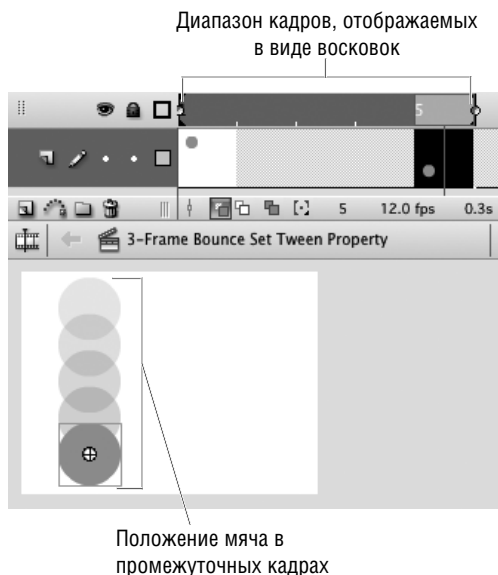 Диапазон кадров, отображаемых
в виде восковок
5
5 12.0 fps 0.3s
3-Frame Bounce Set Tween Property
Положение мяча в
промежуточных кадрах